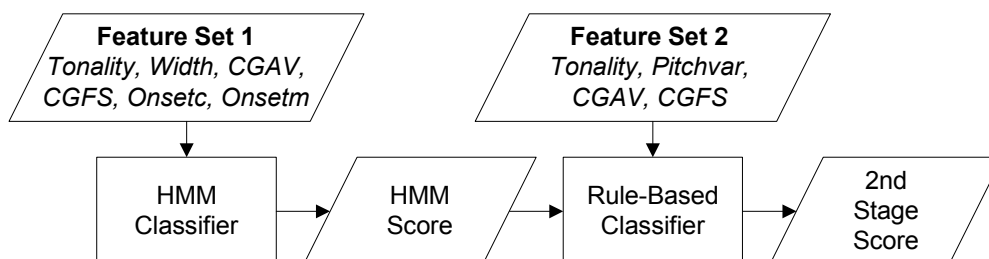 Feature Set 1
Tonality, Width, CGAV,
CGFS, Onsetc, Onsetm
Feature Set 2
Tonality, Pitchvar,
CGAV, CGFS
HMM
Classifier
HMM
Score
Rule-Based
Classifier
2nd
Stage
Score